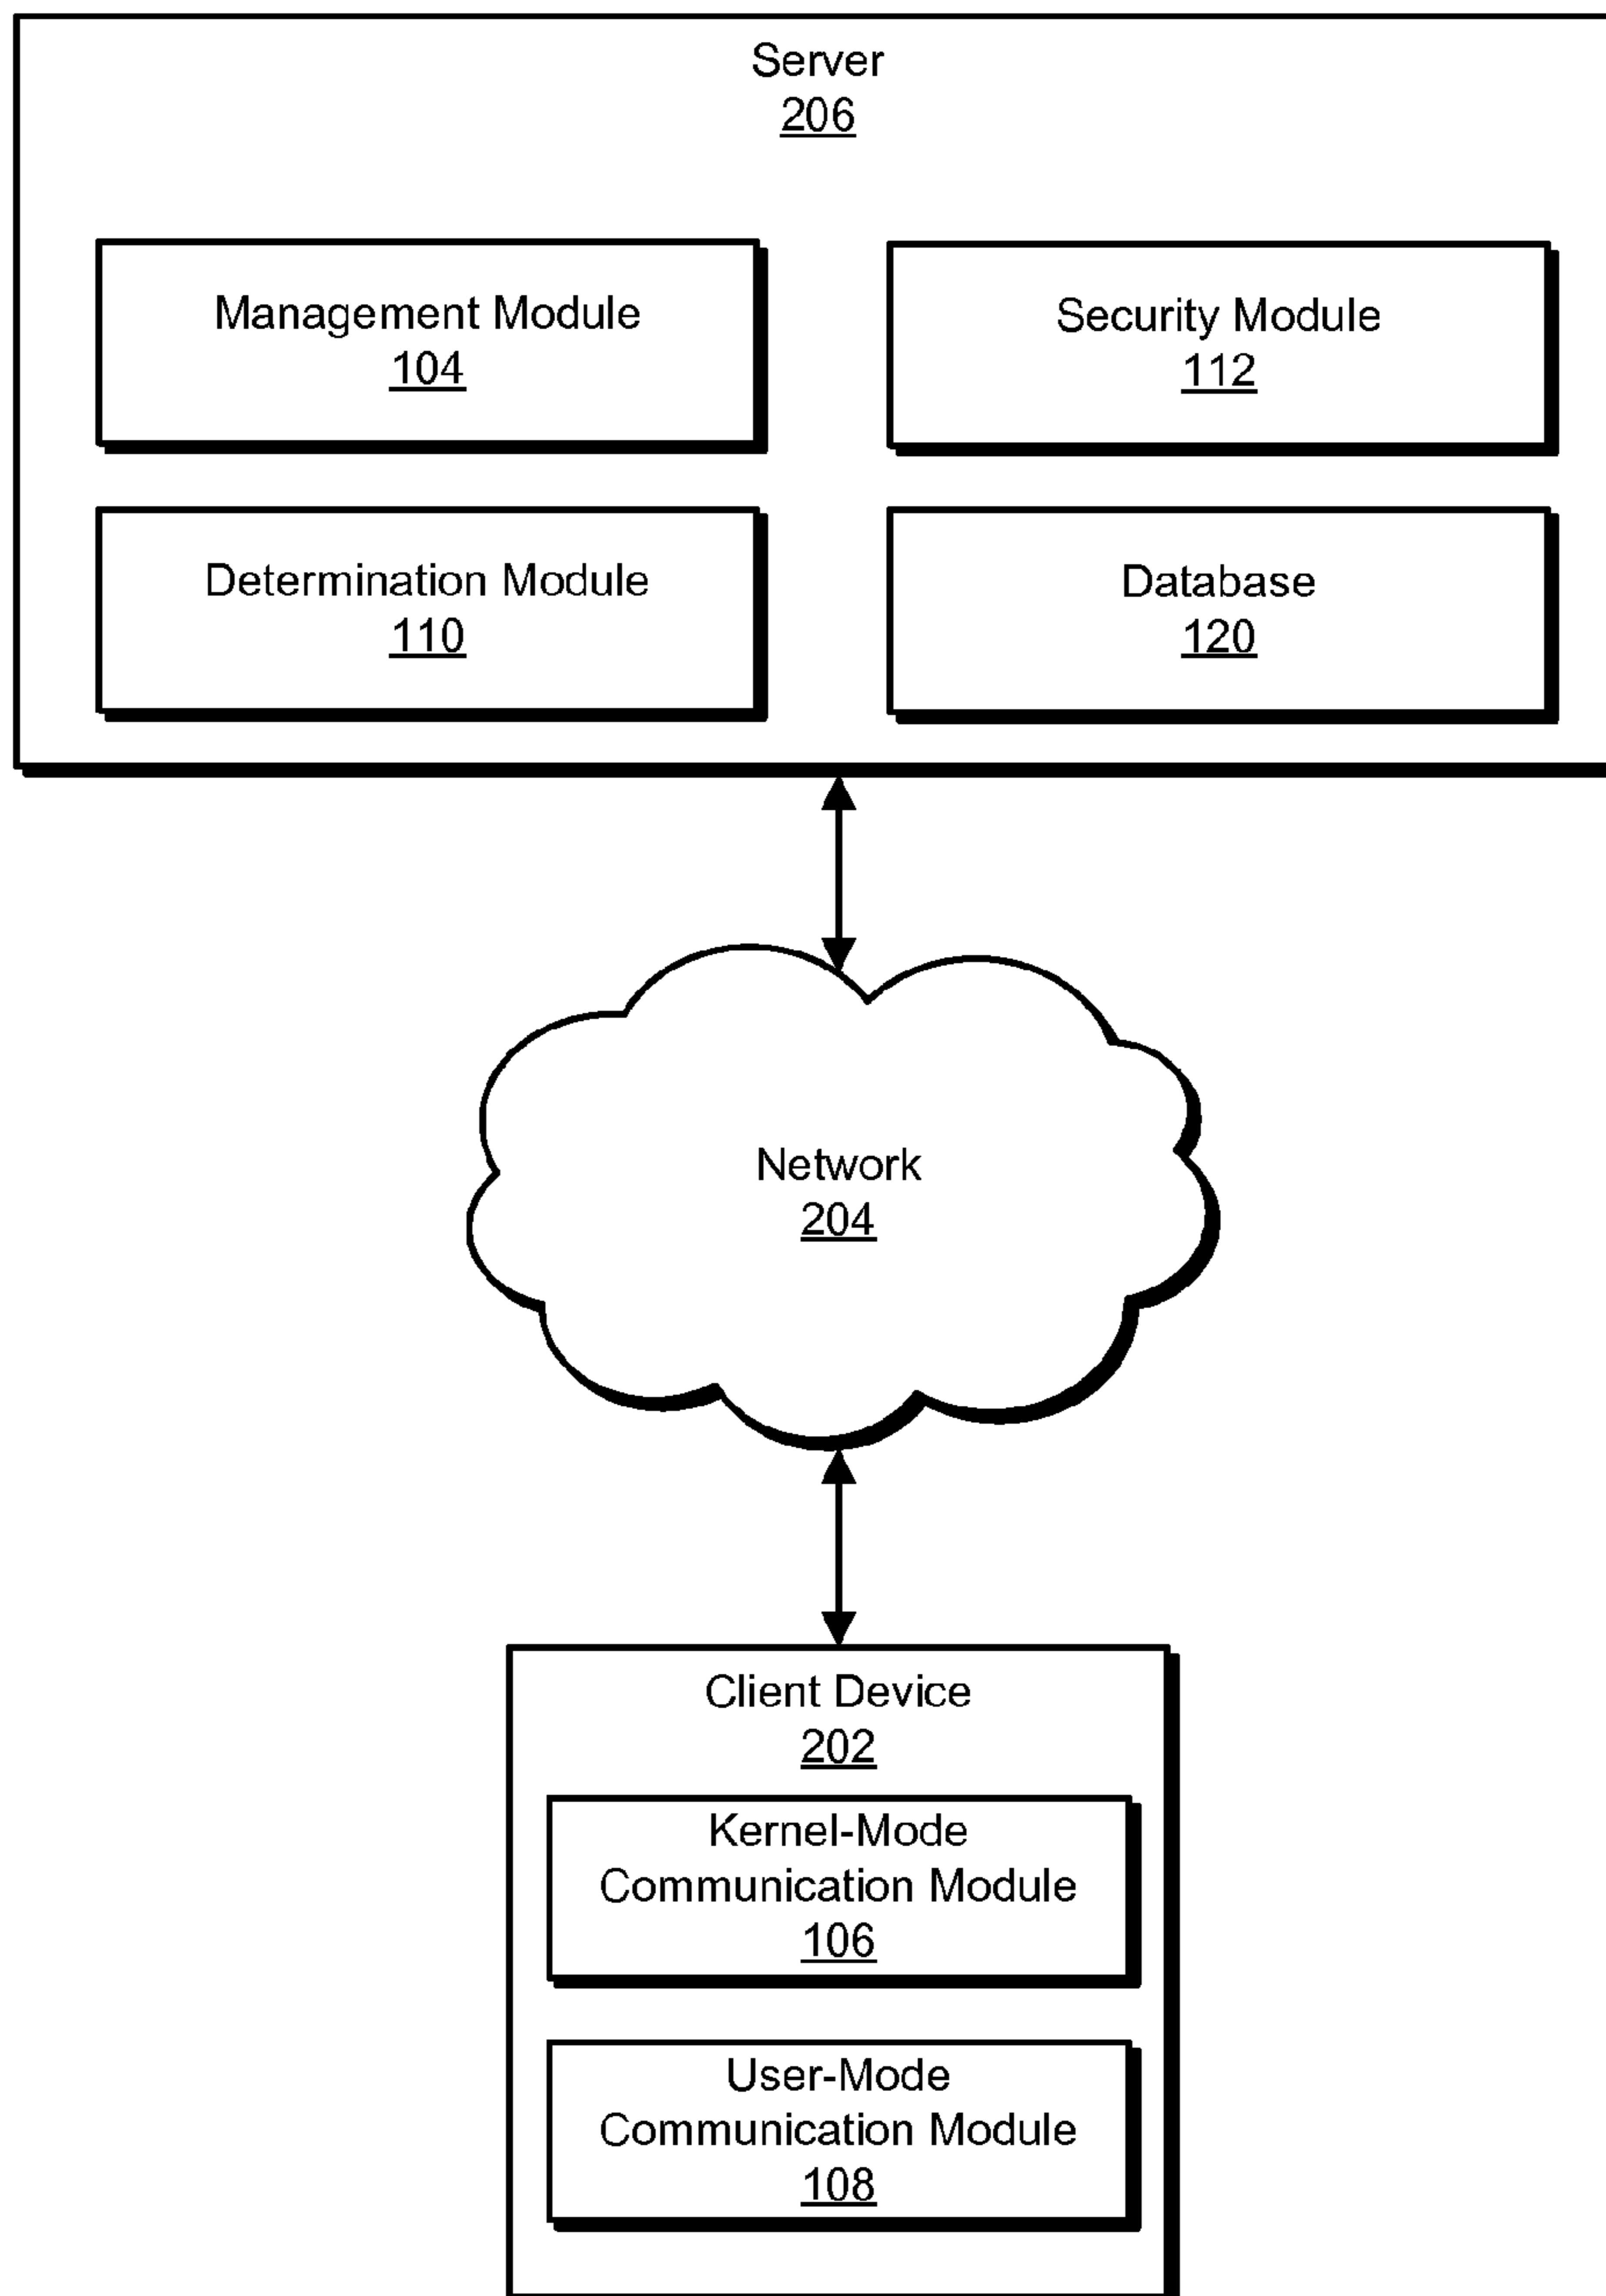 Server
206
Management Module
104
Security Module
112
Determination Module
110
Database
120
Network
204
Client Device
202
Kernel-Mode
Communication Module
106
User-Mode
Communication Module
108